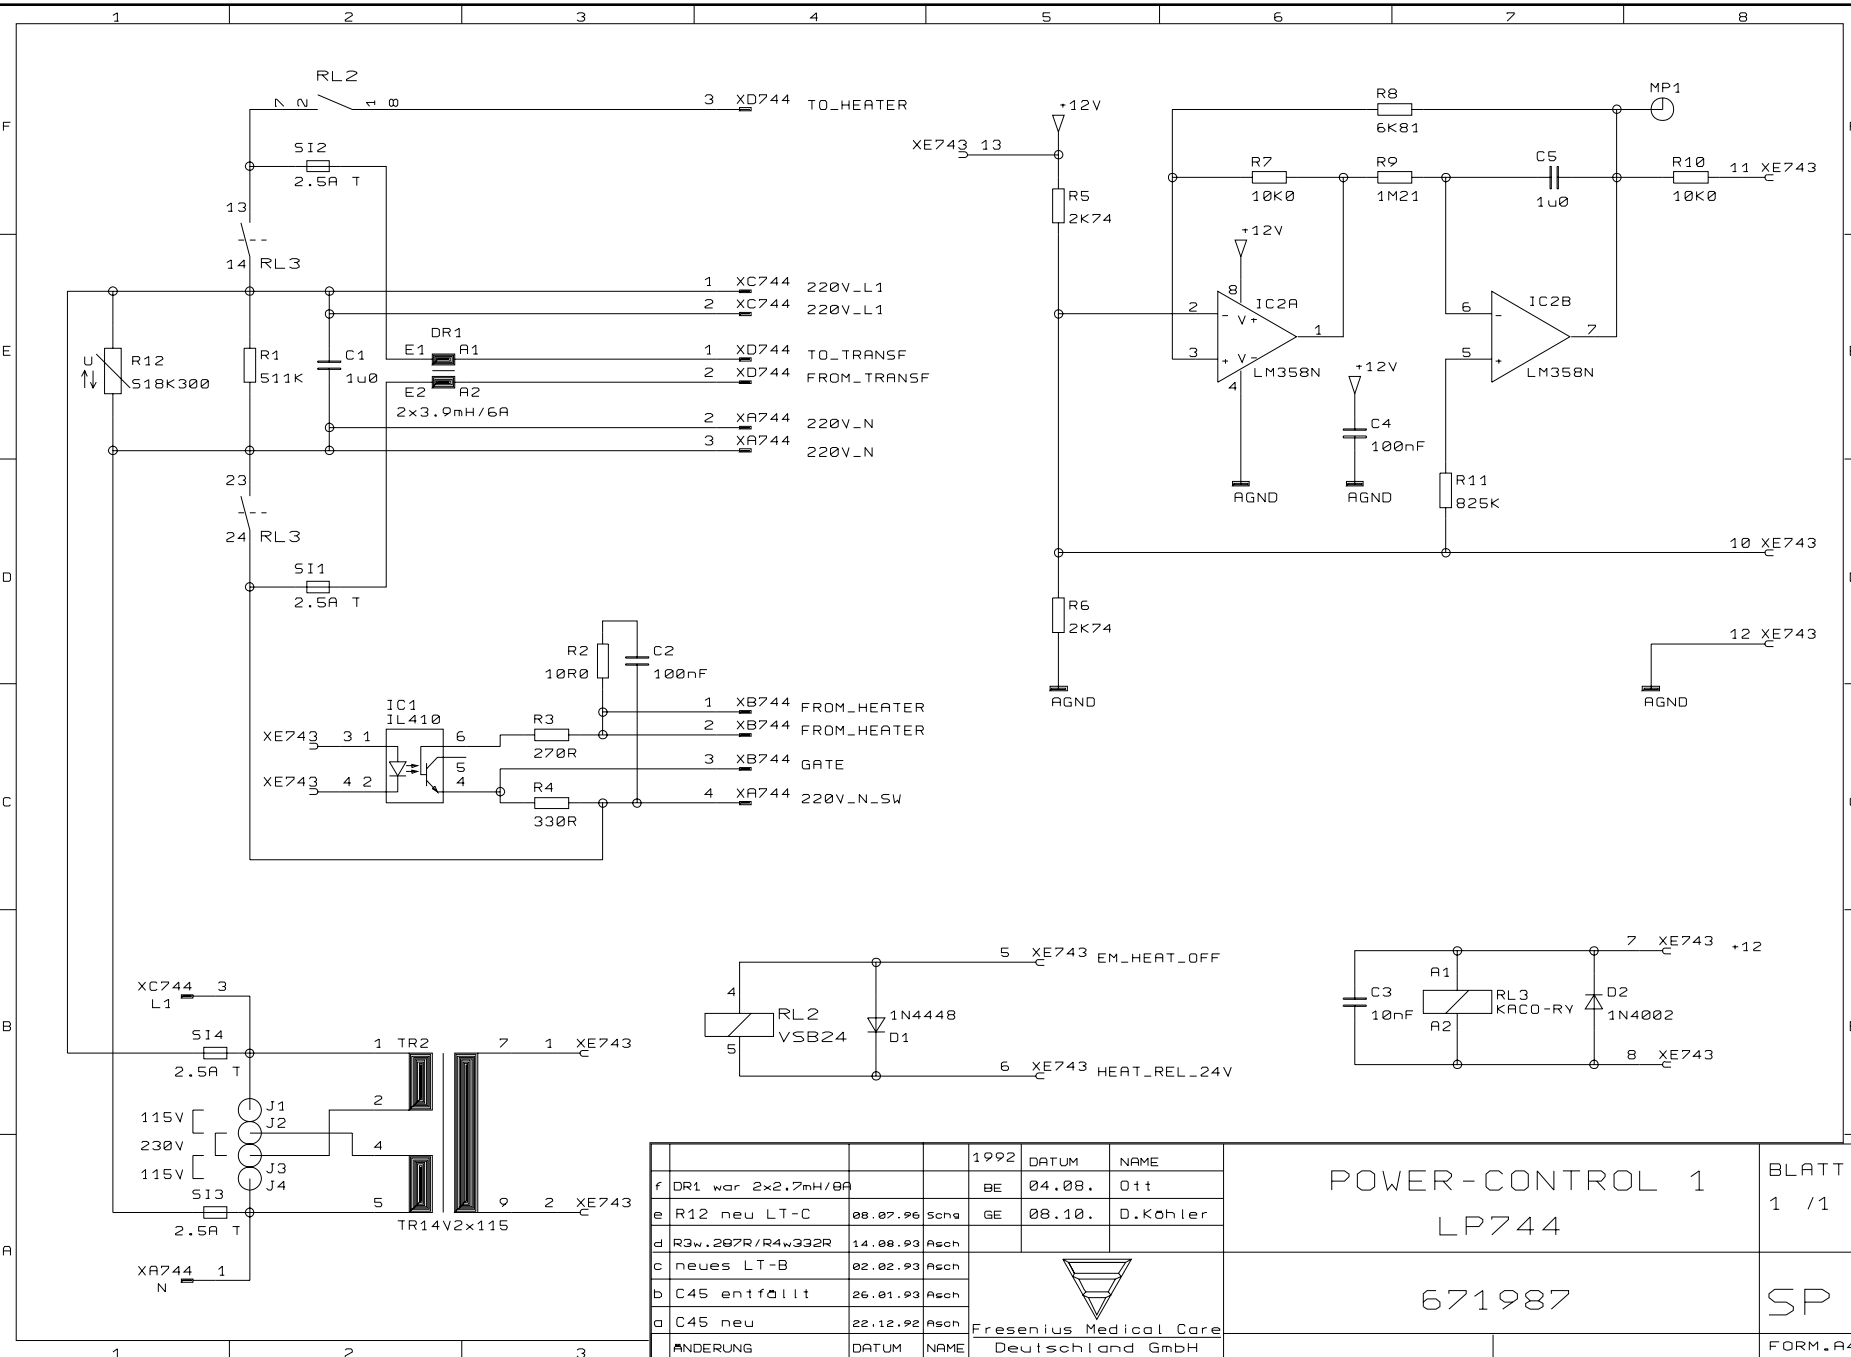 1 2 3 4 5 6 7 8
F
E
D
C
B
A
RL2
7 2 1 8
3 XD744 TO_HEATER
SI2
2.5A T
13
14 RL3
1 XC744 220V_L1
2 XC744 220V_L1
DR1
E1 A1
1 XD744 TO_TRANSF
2 XD744 FROM_TRANSF
E2 A2
2x3.9mH/6A
U
R12
S18K300
R1
511K
C1
1u0
2 XA744 220V_N
3 XA744 220V_N
23
24 RL3
SI1
2.5A T
R2
10R0
C2
100nF
1 XB744 FROM_HEATER
2 XB744 FROM_HEATER
3 XB744 GATE
4 XA744 220V_N_SW
IC1
IL410
XE743 3 1
XE743 4 2
6
5
4
R3
270R
R4
330R
XE743 13
+12V
R5
2K74
R6
2K74
AGND
R8
6K81
MP1
R7
10K0
R9
1M21
C5
1u0
R10
10K0
11 XE743
+12V
8
IC2A
2 - V+
3 + V-
1
4
LM358N
AGND
+12V
C4
100nF
AGND
IC2B
6 -
5 +
7
LM358N
R11
825K
10 XE743
12 XE743
AGND
XC744 3
L1
SI4
2.5A T
115V
230V
115V
J1
J2
J3
J4
SI3
2.5A T
XA744 1
N
1 TR2
2
4
5
TR14V2x115
7 1 XE743
9 2 XE743
5 XE743 EM_HEAT_OFF
4
RL2
VSB24
5
1N4448
D1
6 XE743 HEAT_REL_24V
7 XE743 +12
C3
10nF
A1
RL3
KACO-RY
A2
D2
1N4002
8 XE743
1992 DATUM NAME
f DR1 war 2x2.7mH/8A BE 04.08. Ott
e R12 neu LT-C 08.07.96 Scha GE 08.10. D.Köhler
d R3w.287R/R4w332R 14.08.93 Asch
c neues LT-B 02.02.93 Asch
b C45 entfällt 26.01.93 Asch
a C45 neu 22.12.92 Asch
ÄNDERUNG DATUM NAME
Fresenius Medical Care
Deutschland GmbH
POWER-CONTROL 1
LP744
671987
BLATT
1 /1
SP
FORM.A4
1 2 3